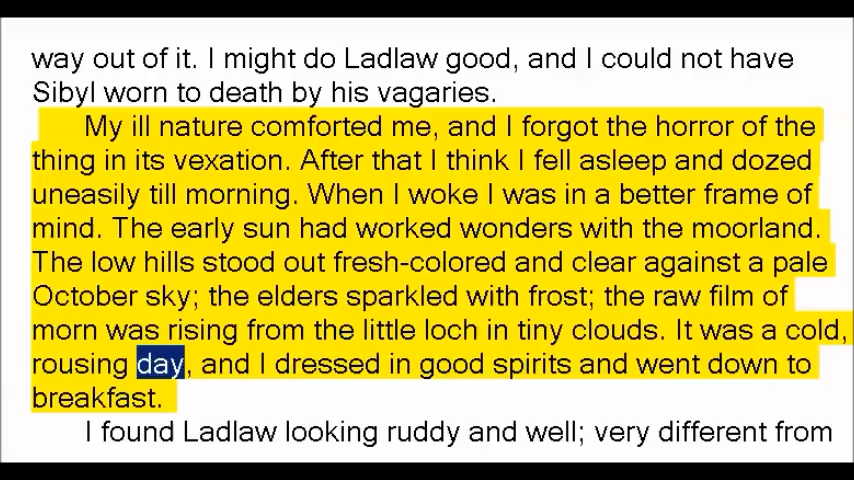 way out of it. I might do Ladlaw good, and I could not have
Sibyl worn to death by his vagaries.
My ill nature comforted me, and I forgot the horror of the
thing in its vexation. After that I think I fell asleep and dozed
uneasily till morning. When I woke I was in a better frame of
mind. The early sun had worked wonders with the moorland.
The low hills stood out fresh-colored and clear against a pale
October sky; the elders sparkled with frost; the raw film of
morn was rising from the little loch in tiny clouds. It was a cold,
rousing day, and I dressed in good spirits and went down to
breakfast.
I found Ladlaw looking ruddy and well; very different from